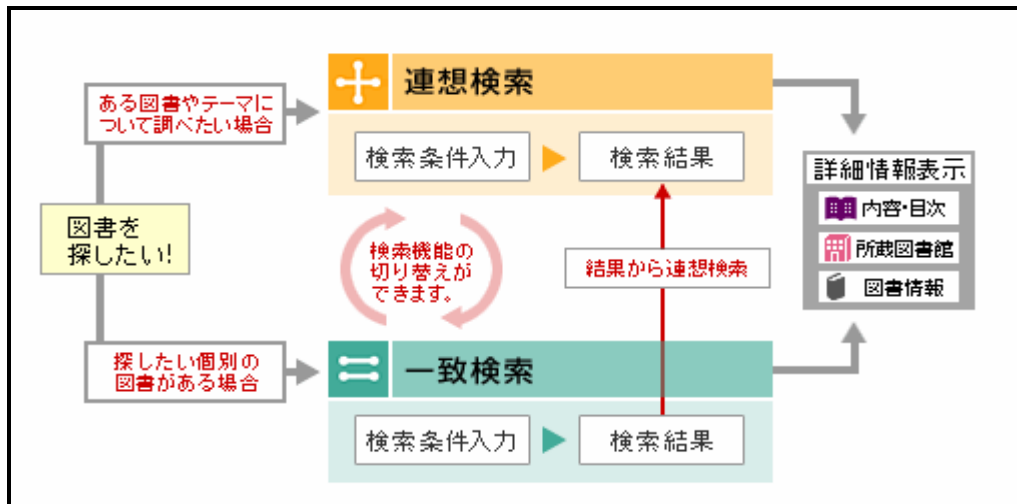 図書を
探したい!
ある図書やテーマに
ついて調べたい場合
連想検索
検索条件入力
検索結果
検索機能の
切り替えが
できます。
結果から連想検索
探したい個別の
図書がある場合
一致検索
検索条件入力
検索結果
詳細情報表示
内容・目次
所蔵図書館
図書情報